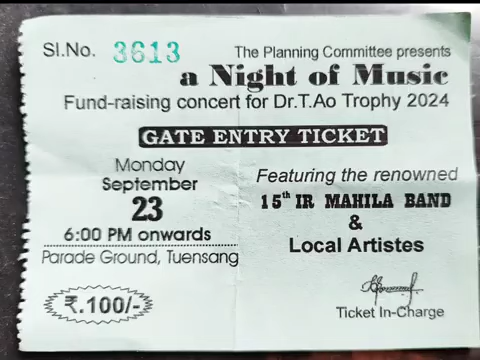 Sl.No. 3613
The Planning Committee presents
a Night of Music
Fund-raising concert for Dr.T.Ao Trophy 2024
GATE ENTRY TICKET
Monday
September
23
6:00 PM onwards
Parade Ground, Tuensang
₹.100/-
Featuring the renowned
15th IR MAHILA BAND
&
Local Artistes
Ticket In-Charge